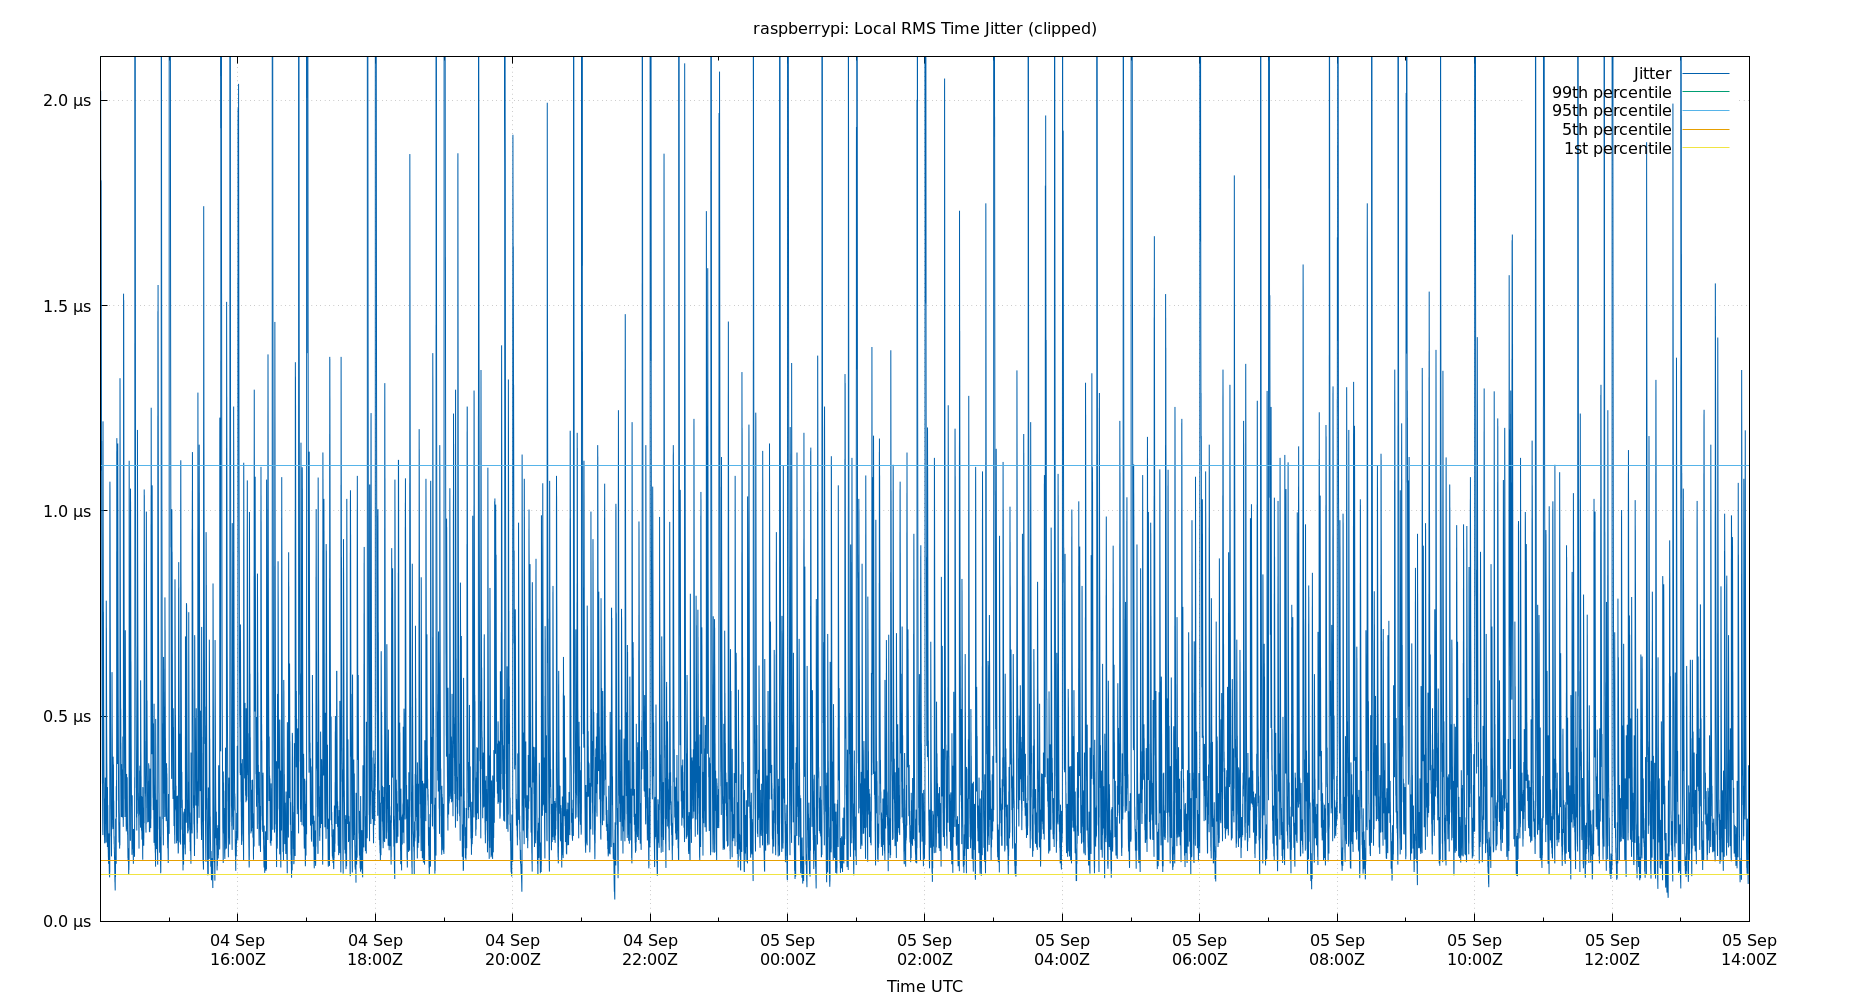 raspberrypi: Local RMS Time Jitter (clipped)
Jitter
99th percentile
95th percentile
5th percentile
1st percentile
2.0 µs
1.5 µs
1.0 µs
0.5 µs
0.0 µs
04 Sep 04 Sep 04 Sep 04 Sep 05 Sep 05 Sep 05 Sep 05 Sep 05 Sep 05 Sep 05 Sep 05 Sep
16:00Z 18:00Z 20:00Z 22:00Z 00:00Z 02:00Z 04:00Z 06:00Z 08:00Z 10:00Z 12:00Z 14:00Z
Time UTC